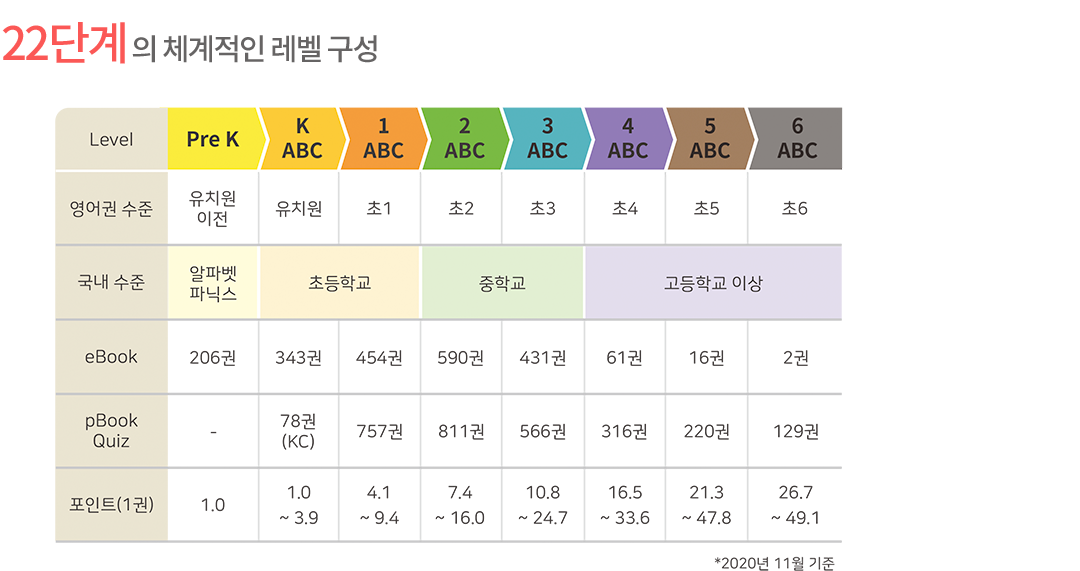 22단계의 체계적인 레벨 구성
Level Pre K K ABC 1 ABC 2 ABC 3 ABC 4 ABC 5 ABC 6 ABC
영어권 수준 유치원 이전 유치원 초1 초2 초3 초4 초5 초6
국내 수준 알파벳 파닉스 초등학교 중학교 고등학교 이상
eBook 206권 343권 454권 590권 431권 61권 16권 2권
pBook Quiz - 78권 (KC) 757권 811권 566권 316권 220권 129권
포인트(1권) 1.0 1.0 ~ 3.9 4.1 ~ 9.4 7.4 ~ 16.0 10.8 ~ 24.7 16.5 ~ 33.6 21.3 ~ 47.8 26.7 ~ 49.1
*2020년 11월 기준